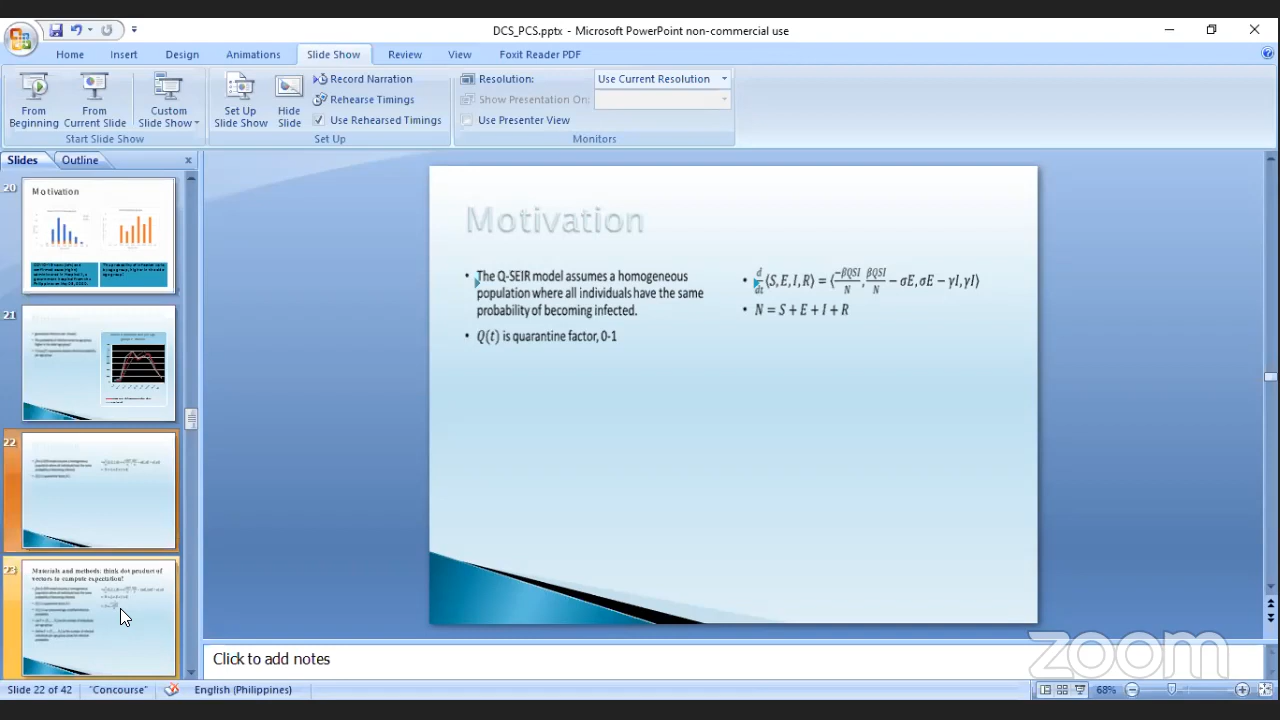 DCS_PCS.pptx - Microsoft PowerPoint non-commercial use
Home Insert Design Animations Slide Show Review View Foxit Reader PDF
From Beginning
From Current Slide
Custom Slide Show
Start Slide Show
Set Up Slide Show
Hide Slide
Record Narration
Rehearse Timings
Use Rehearsed Timings
Set Up
Resolution: Use Current Resolution
Show Presentation On:
Use Presenter View
Monitors
Slides Outline
20
Motivation
21
22
23
Materials and methods: think dot product of
vectors to compute expectation!
Motivation
• The Q-SEIR model assumes a homogeneous
population where all individuals have the same
probability of becoming infected.
• Q(t) is quarantine factor, 0-1
• d/dt ⟨S, E, I, R⟩ = ⟨−βQSI/N, βQSI/N − σE, σE − γI, γI⟩
• N = S + E + I + R
Click to add notes
zoom
Slide 22 of 42 "Concourse" English (Philippines) 68%